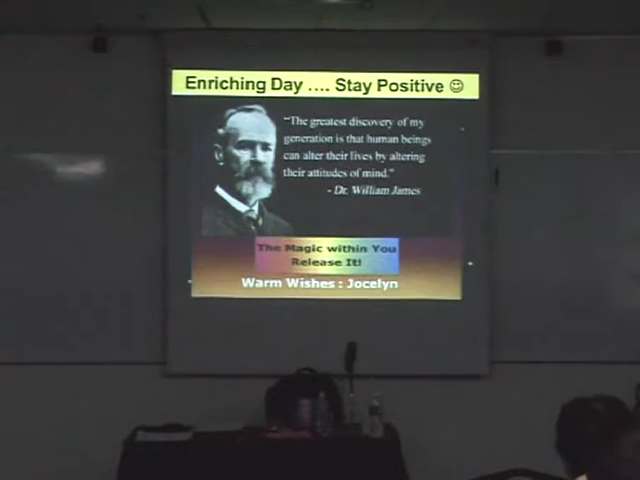 Enriching Day .... Stay Positive ☺
“The greatest discovery of my
generation is that human beings
can alter their lives by altering
their attitudes of mind.”
- Dr. William James
The Magic within You
Release It!
Warm Wishes : Jocelyn